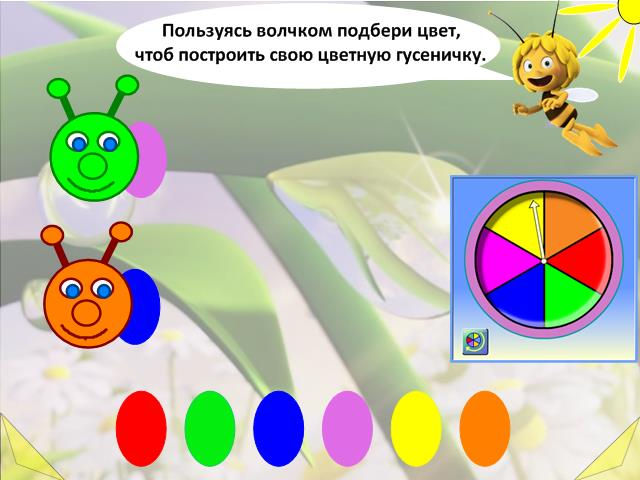 Пользуясь волчком подбери цвет,
чтоб построить свою цветную гусеничку.